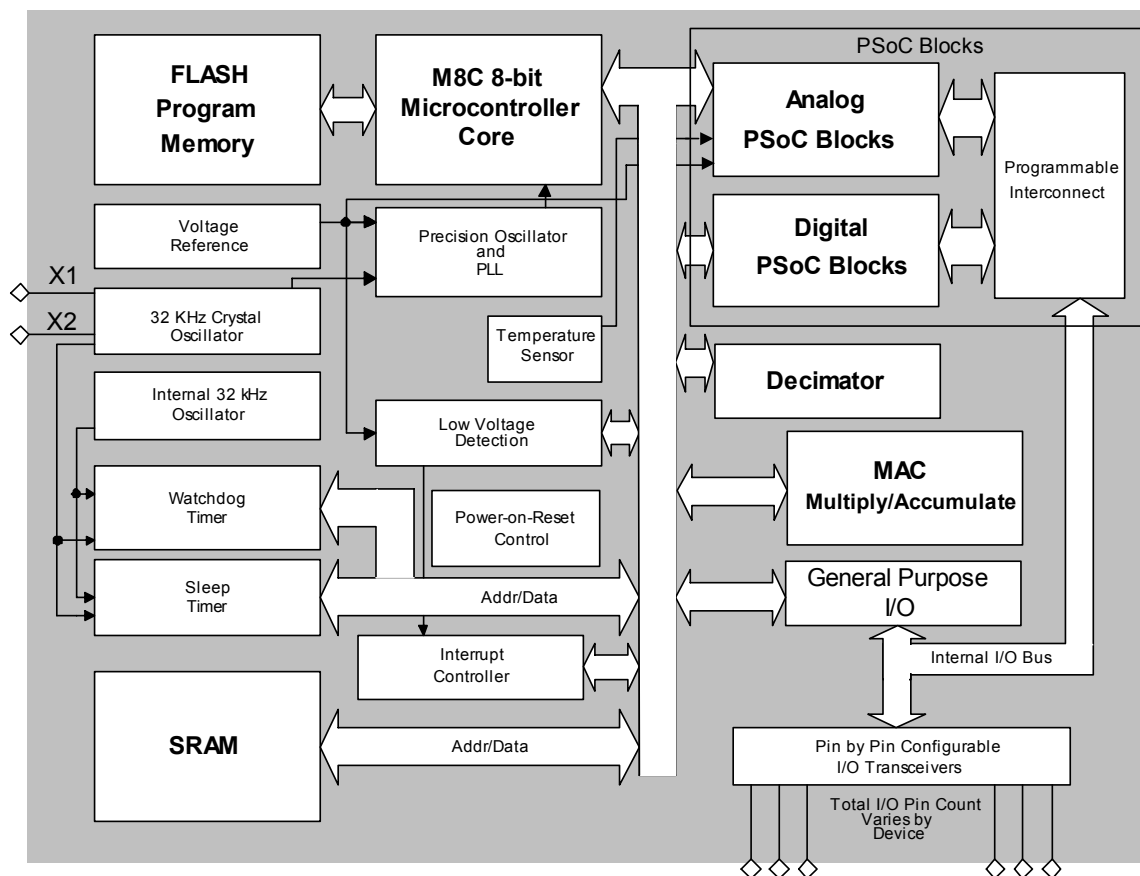 PSoC Blocks
FLASH
Program
Memory
M8C 8-bit
Microcontroller
Core
Analog
PSoC Blocks
Programmable
Interconnect
Voltage
Reference
Precision Oscillator
and
PLL
Digital
PSoC Blocks
X1
X2
32 KHz Crystal
Oscillator
Temperature
Sensor
Internal 32 kHz
Oscillator
Decimator
Low Voltage
Detection
MAC
Multiply/Accumulate
Watchdog
Timer
Power-on-Reset
Control
Sleep
Timer
Addr/Data
General Purpose
I/O
Interrupt
Controller
Internal I/O Bus
SRAM
Addr/Data
Pin by Pin Configurable
I/O Transceivers
Total I/O Pin Count
Varies by
Device